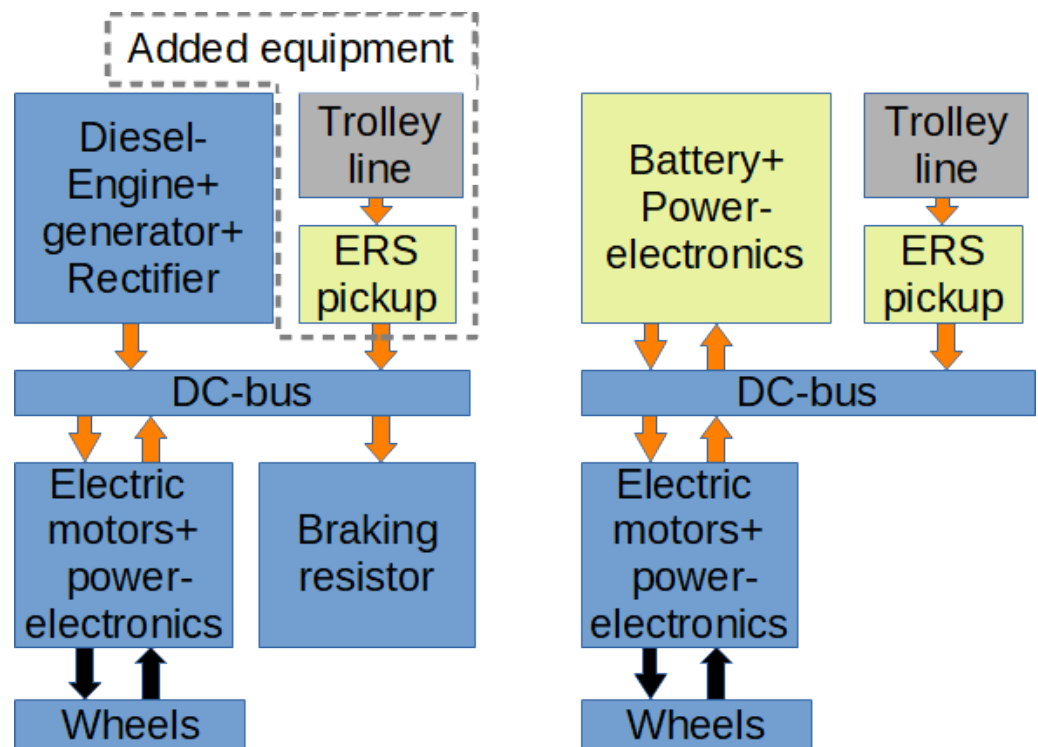 Added equipment
Diesel-
Engine+
generator+
Rectifier
Trolley
line
ERS
pickup
DC-bus
Electric
motors+
power-
electronics
Braking
resistor
Wheels
Battery+
Power-
electronics
Trolley
line
ERS
pickup
DC-bus
Electric
motors+
power-
electronics
Wheels